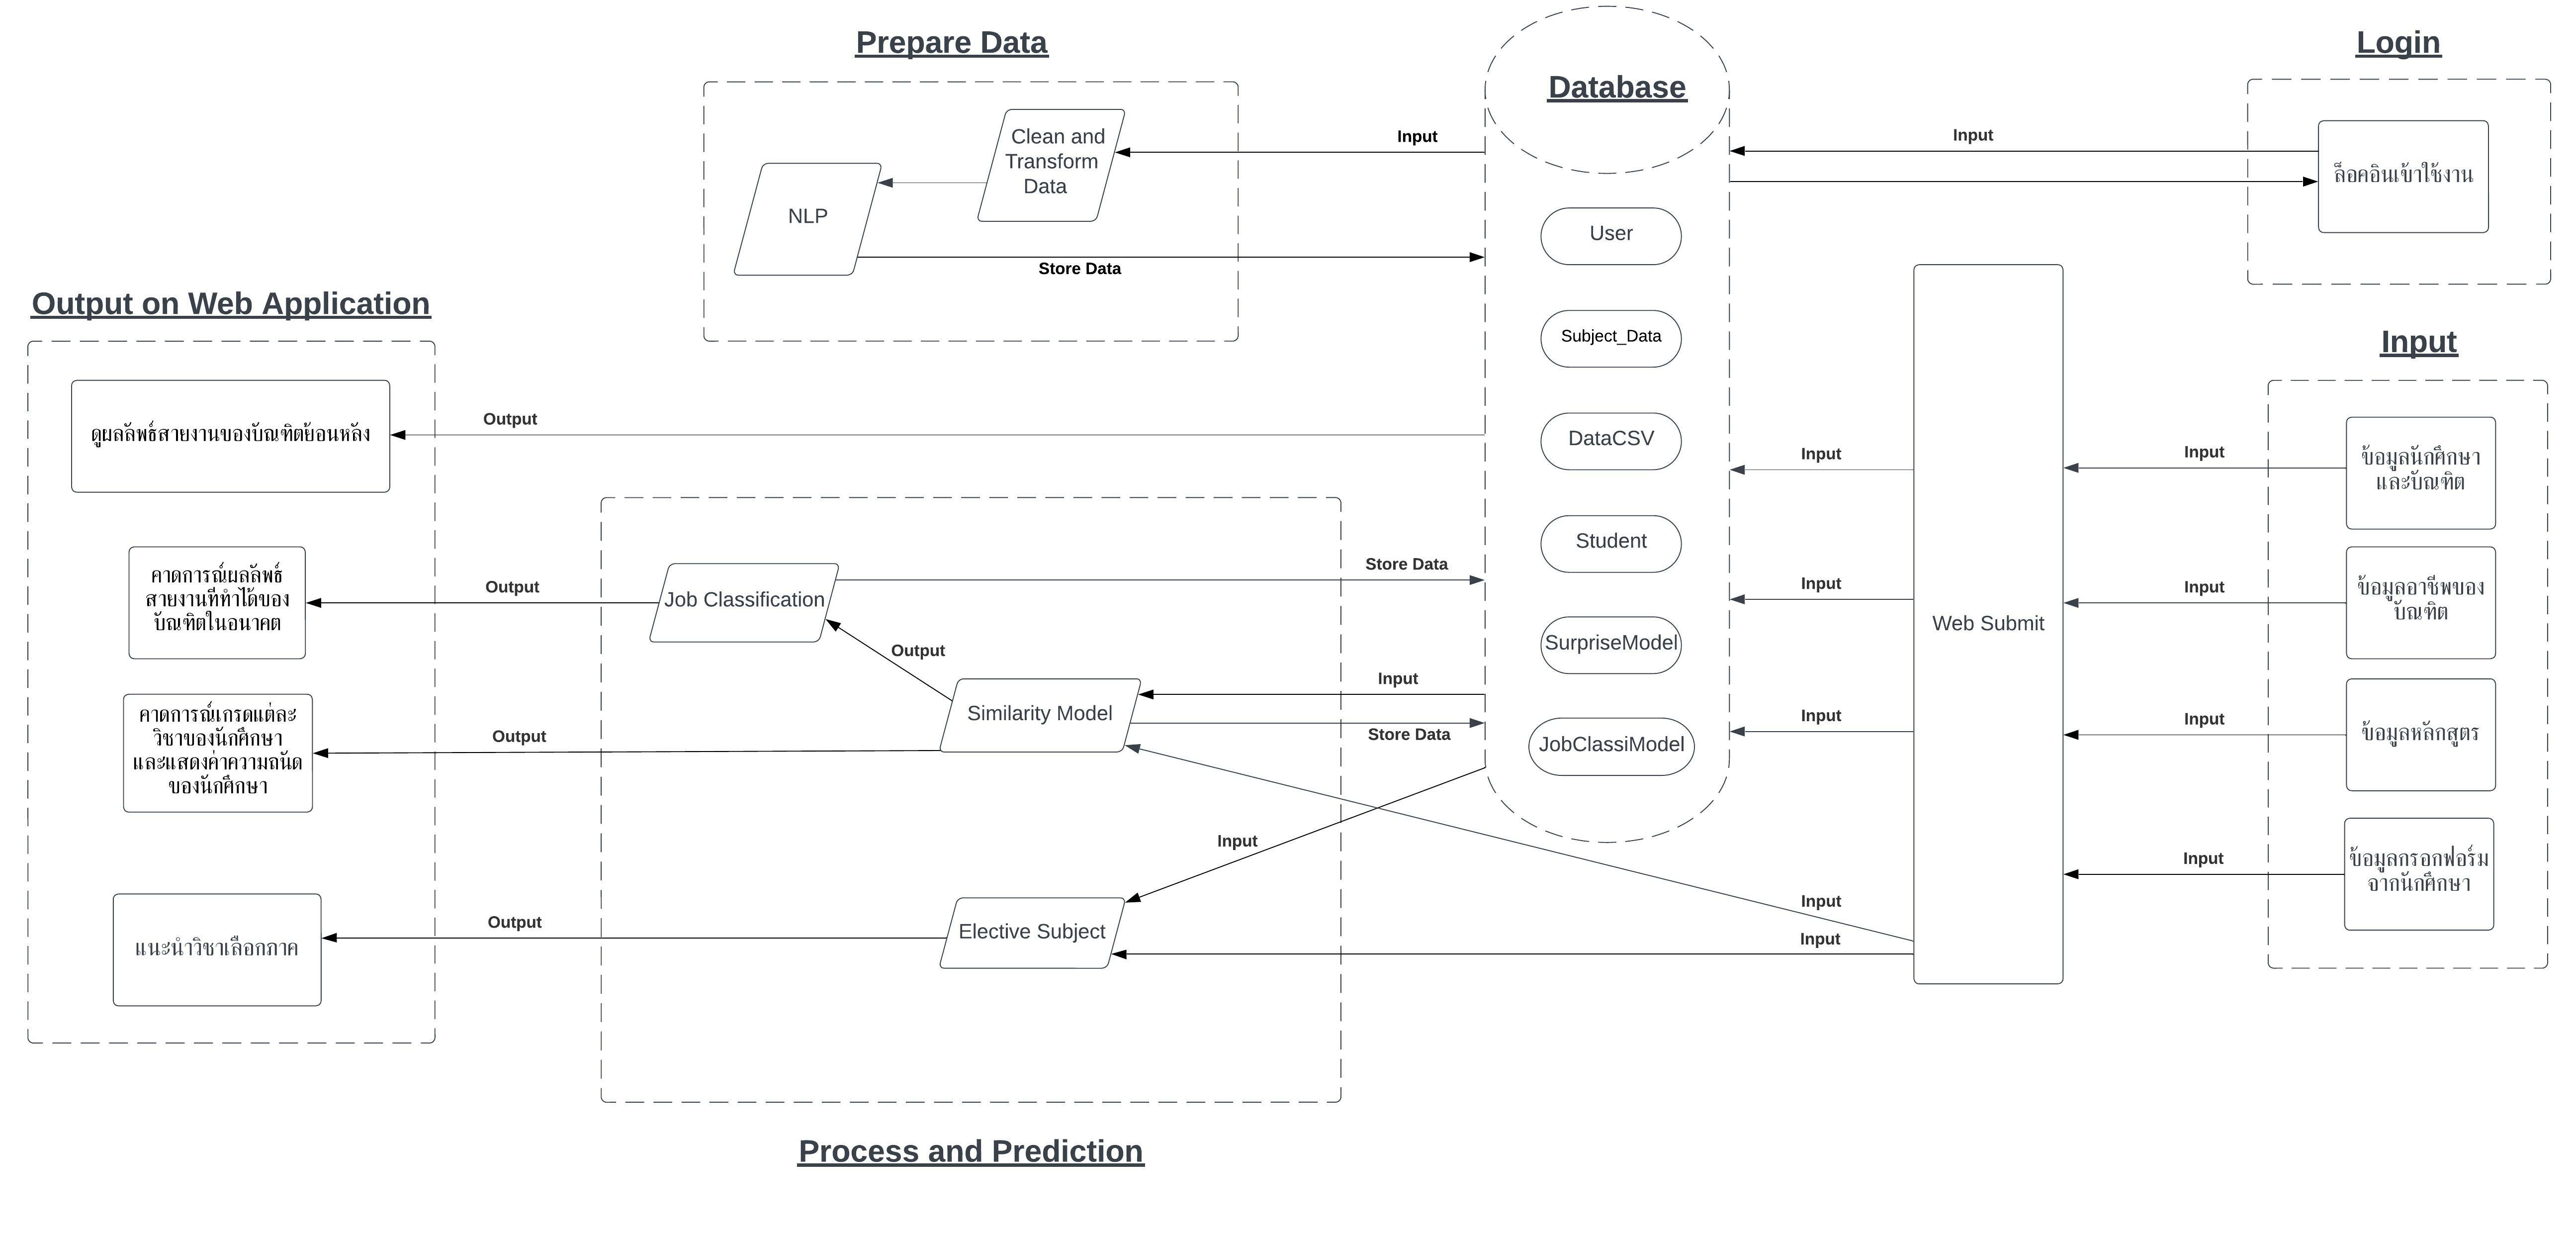 Prepare Data
Clean and
Transform
Data
NLP
Input
Store Data
Database
User
Subject_Data
DataCSV
Student
SurpriseModel
JobClassiModel
Login
Input
ล็อคอินเข้าใช้งาน
Input
ข้อมูลนักศึกษา
และบัณฑิต
ข้อมูลอาชีพของ
บัณฑิต
ข้อมูลหลักสูตร
ข้อมูลกรอกฟอร์ม
จากนักศึกษา
Input
Input
Input
Input
Web Submit
Input
Input
Input
Input
Input
Output on Web Application
ดูผลลัพธ์สายงานของบัณฑิตย้อนหลัง
คาดการณ์ผลลัพธ์
สายงานที่ทำได้ของ
บัณฑิตในอนาคต
คาดการณ์เกรดแต่ละ
วิชาของนักศึกษา
และแสดงค่าความถนัด
ของนักศึกษา
แนะนำวิชาเลือกภาค
Output
Output
Output
Output
Job Classification
Store Data
Output
Similarity Model
Input
Store Data
Input
Elective Subject
Process and Prediction